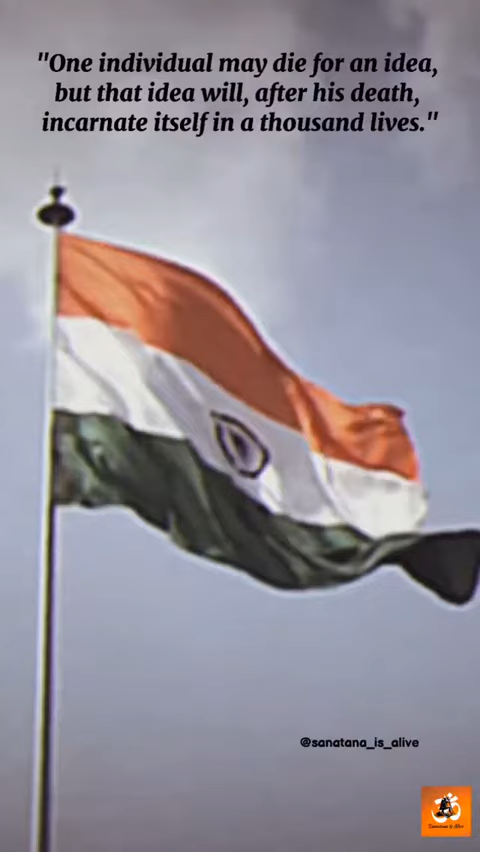 "One individual may die for an idea,
but that idea will, after his death,
incarnate itself in a thousand lives."
@sanatana_is_alive